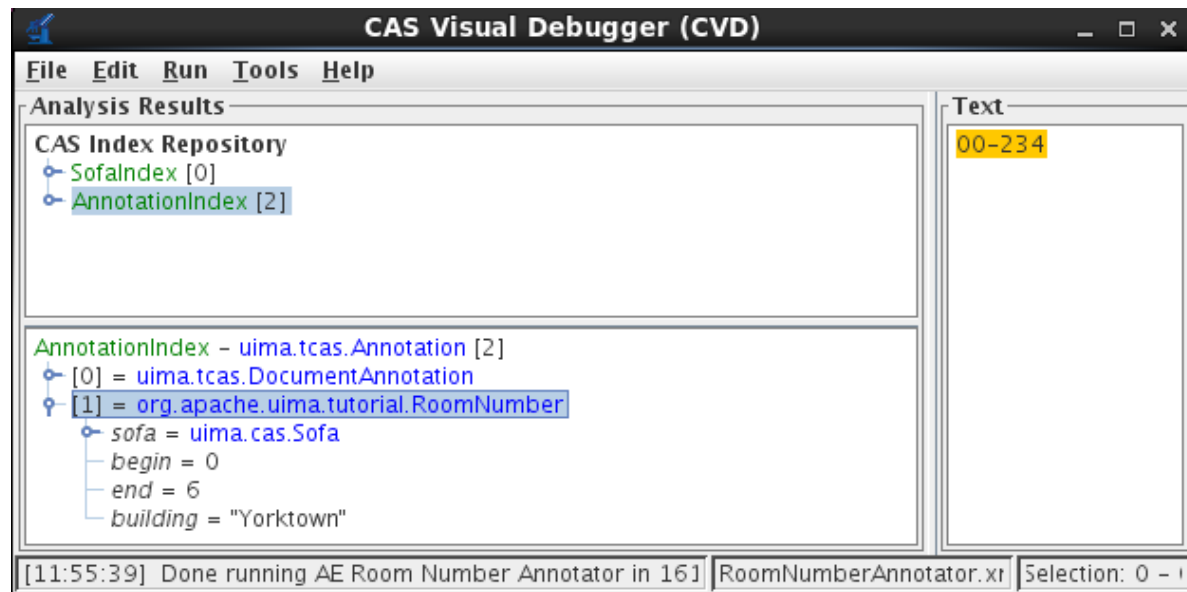 CAS Visual Debugger (CVD)
File Edit Run Tools Help
Analysis Results
CAS Index Repository
SofaIndex [0]
AnnotationIndex [2]
AnnotationIndex – uima.tcas.Annotation [2]
[0] = uima.tcas.DocumentAnnotation
[1] = org.apache.uima.tutorial.RoomNumber
sofa = uima.cas.Sofa
begin = 0
end = 6
building = "Yorktown"
Text
00-234
[11:55:39] Done running AE Room Number Annotator in 161
RoomNumberAnnotator.x
Selection: 0 –